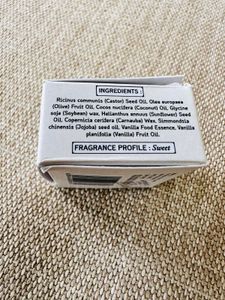 INGREDIENTS :
Ricinus communis (Castor) Seed Oil, Olea europaea
(Olive) Fruit Oil, Cocos nucifera (Coconut) Oil, Glycine
soja (Soybean) wax, Helianthus annuus (Sunflower) Seed
Oil, Copernicia cerifera (Carnauba) Wax, Simmondsia
chinensis (Jojoba) seed oil, Vanilla Food Essence, Vanilla
planifolia (Vanilla) Fruit Oil.
FRAGRANCE PROFILE : Sweet